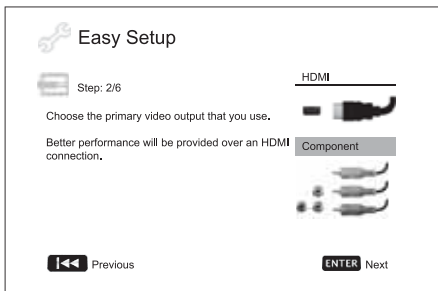 Easy Setup
Step: 2/6
Choose the primary video output that you use.
Better performance will be provided over an HDMI
connection.
HDMI
Component
Previous
ENTER Next